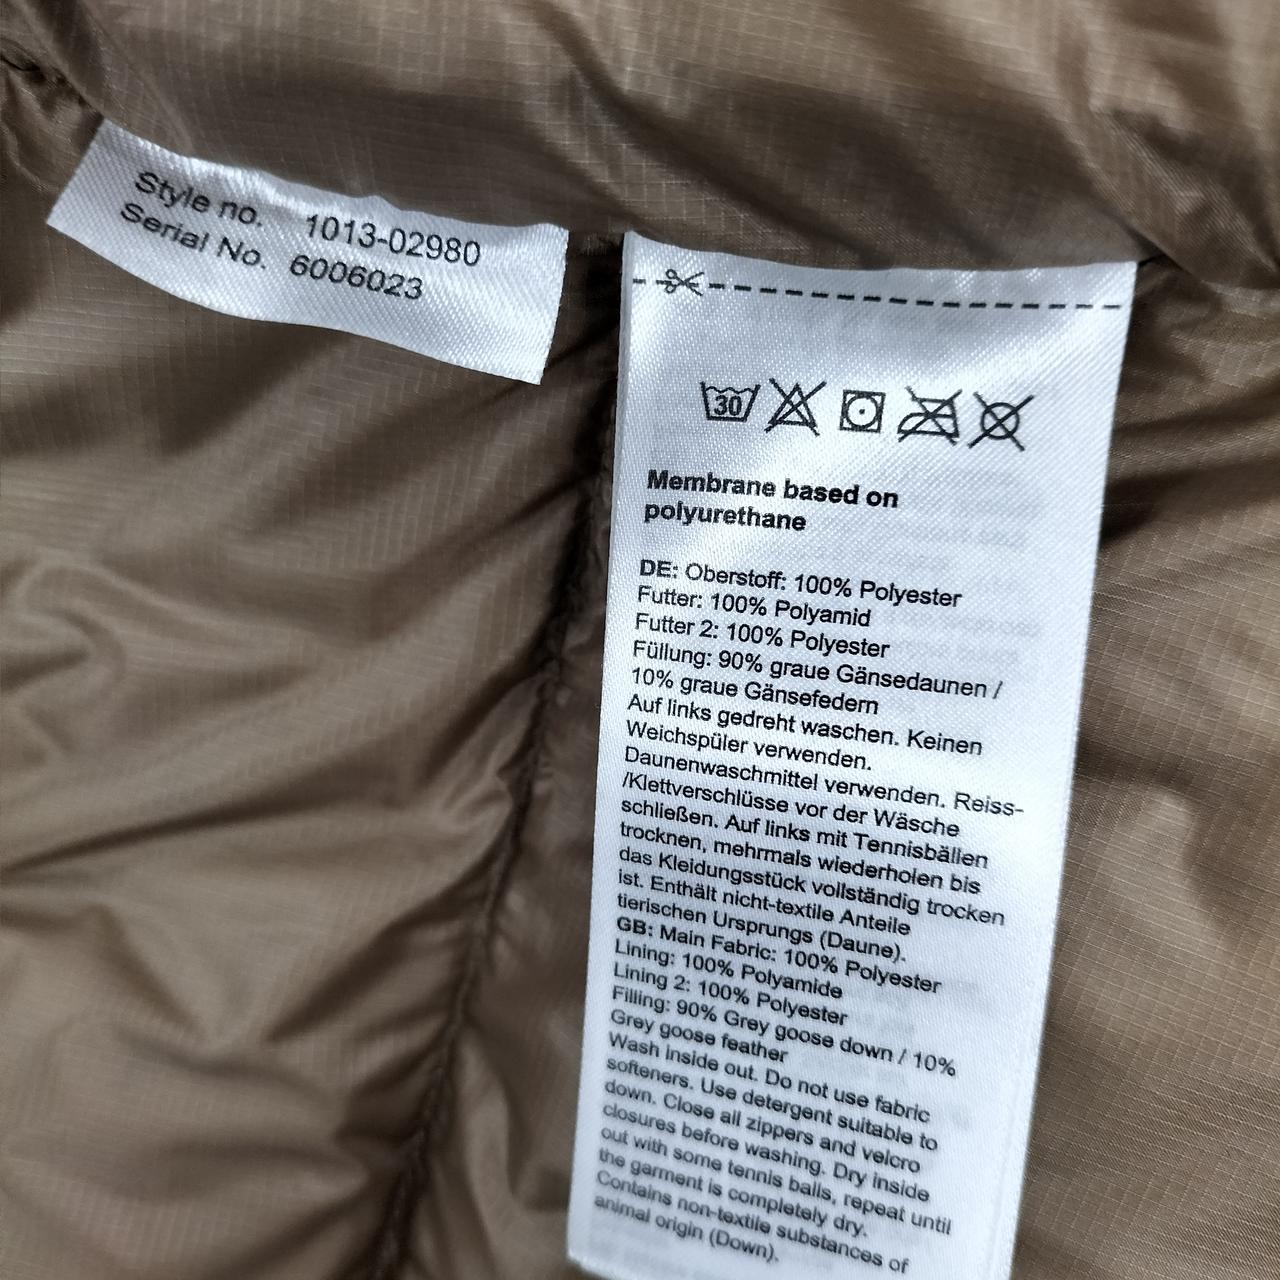 Style no. 1013-02980
Serial No. 6006023
30
Membrane based on
polyurethane
DE: Oberstoff: 100% Polyester
Futter: 100% Polyamid
Futter 2: 100% Polyester
Füllung: 90% graue Gänsedaunen /
10% graue Gänsefedern
Auf links gedreht waschen. Keinen
Weichspüler verwenden.
Daunenwaschmittel verwenden. Reiss-
/Klettverschlüsse vor der Wäsche
schließen. Auf links mit Tennisbällen
trocknen, mehrmals wiederholen bis
das Kleidungsstück vollständig trocken
ist. Enthält nicht-textile Anteile
tierischen Ursprungs (Daune).
GB: Main Fabric: 100% Polyester
Lining: 100% Polyamide
Lining 2: 100% Polyester
Filling: 90% Grey goose down / 10%
Grey goose feather
Wash inside out. Do not use fabric
softeners. Use detergent suitable to
down. Close all zippers and velcro
closures before washing. Dry inside
out with some tennis balls, repeat until
the garment is completely dry.
Contains non-textile substances of
animal origin (Down).